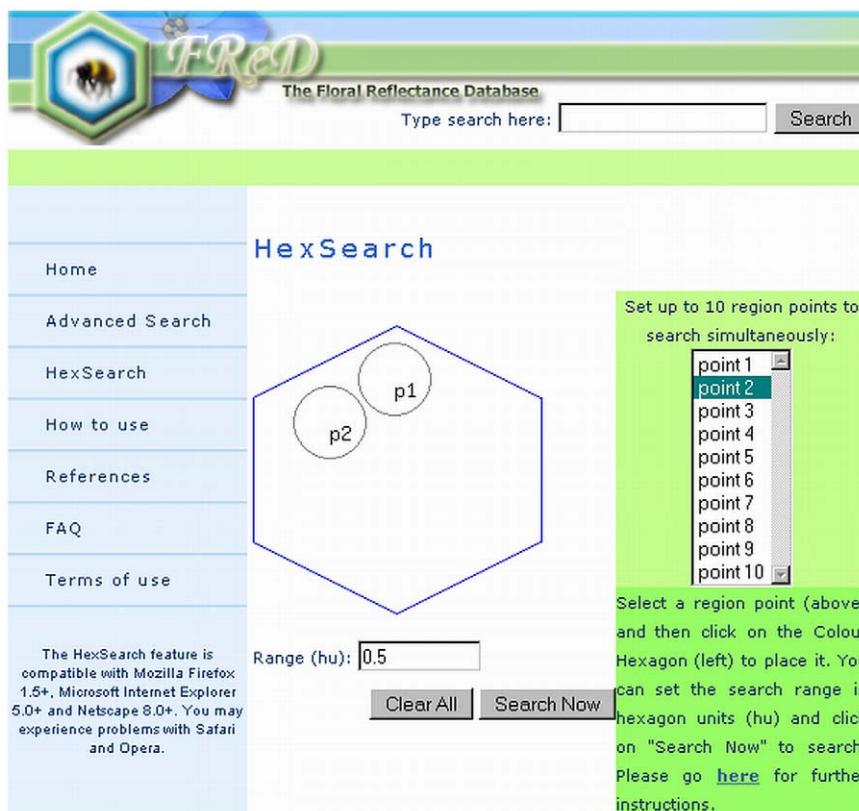 FReD
The Floral Reflectance Database
Type search here:
Search
Home
Advanced Search
HexSearch
How to use
References
FAQ
Terms of use
The HexSearch feature is
compatible with Mozilla Firefox
1.5+, Microsoft Internet Explorer
5.0+ and Netscape 8.0+. You may
experience problems with Safari
and Opera.
HexSearch
p1
p2
Range (hu): 0.5
Clear All
Search Now
Set up to 10 region points to
search simultaneously:
point 1
point 2
point 3
point 4
point 5
point 6
point 7
point 8
point 9
point 10
Select a region point (above
and then click on the Colou
Hexagon (left) to place it. Yo
can set the search range i
hexagon units (hu) and clic
on "Search Now" to search
Please go here for furthe
instructions.